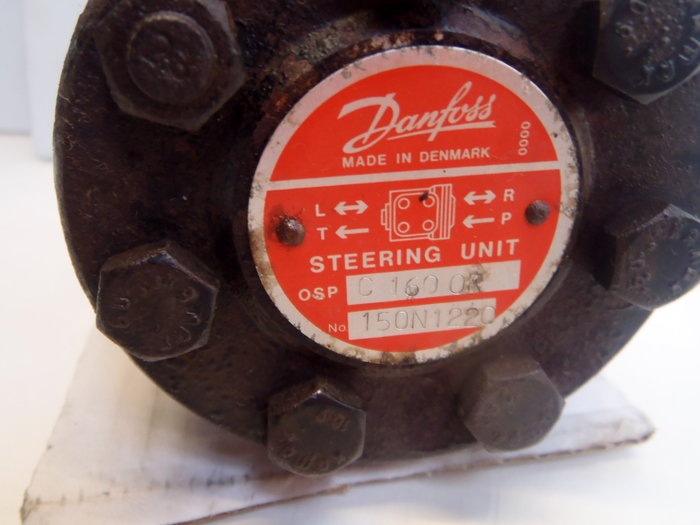 Danfoss
MADE IN DENMARK
0000
L R
T P
STEERING UNIT
OSP C 160 OR
No. 150N1220